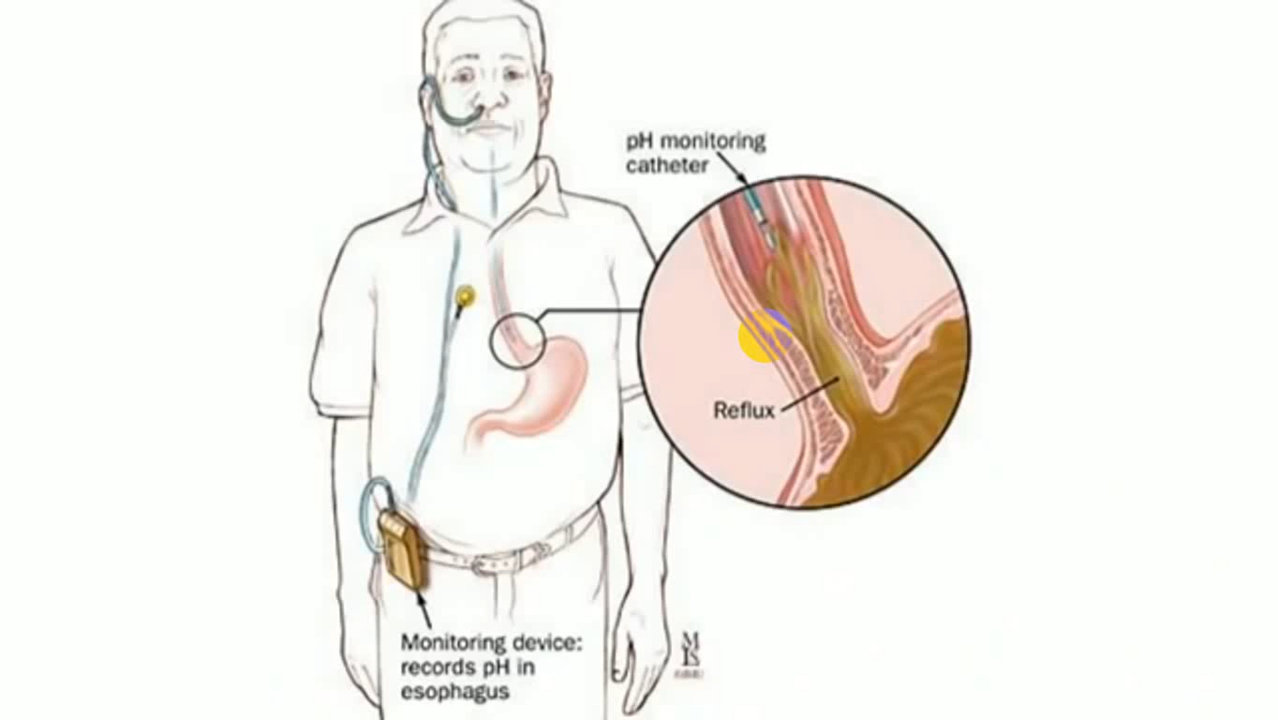 pH monitoring
catheter
Reflux
Monitoring device:
records pH in
esophagus